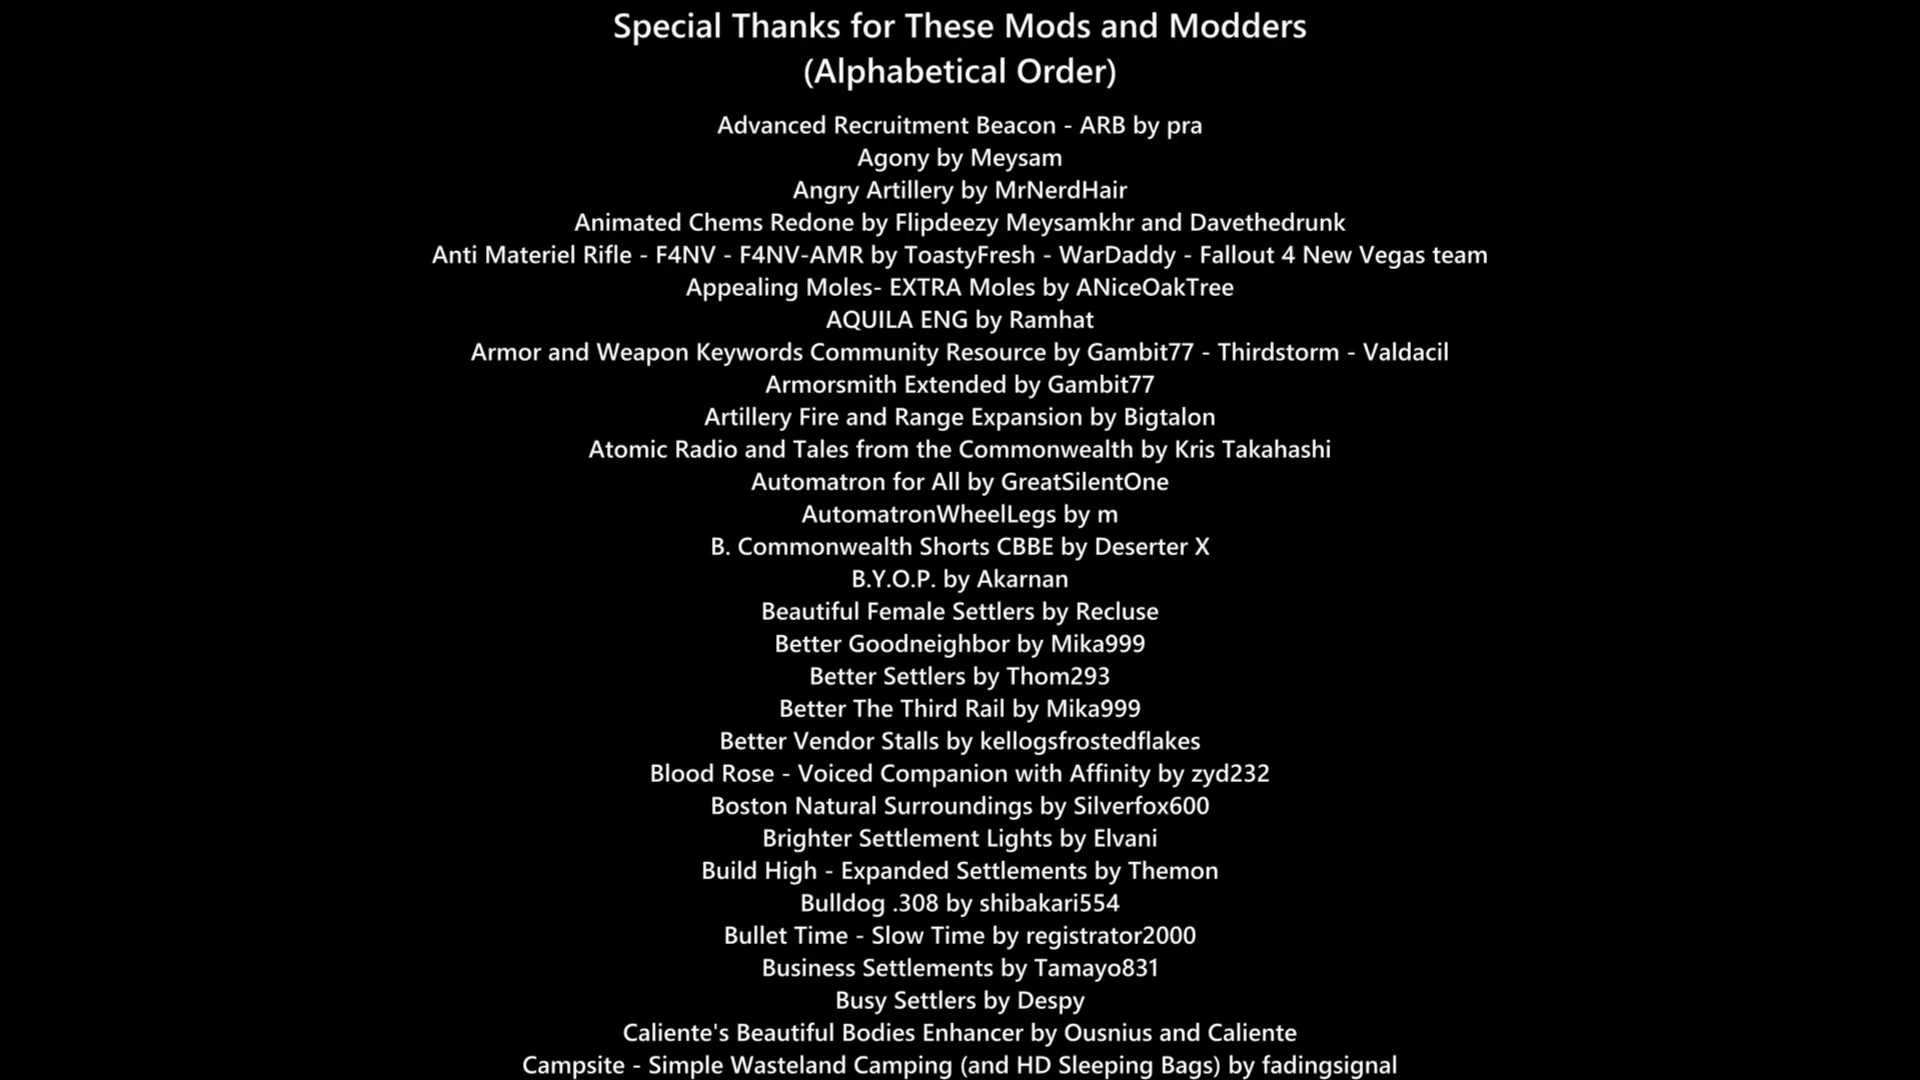 Special Thanks for These Mods and Modders
(Alphabetical Order)
Advanced Recruitment Beacon - ARB by pra
Agony by Meysam
Angry Artillery by MrNerdHair
Animated Chems Redone by Flipdeezy Meysamkhr and Davethedrunk
Anti Materiel Rifle - F4NV - F4NV-AMR by ToastyFresh - WarDaddy - Fallout 4 New Vegas team
Appealing Moles- EXTRA Moles by ANiceOakTree
AQUILA ENG by Ramhat
Armor and Weapon Keywords Community Resource by Gambit77 - Thirdstorm - Valdacil
Armorsmith Extended by Gambit77
Artillery Fire and Range Expansion by Bigtalon
Atomic Radio and Tales from the Commonwealth by Kris Takahashi
Automatron for All by GreatSilentOne
AutomatronWheelLegs by m
B. Commonwealth Shorts CBBE by Deserter X
B.Y.O.P. by Akarnan
Beautiful Female Settlers by Recluse
Better Goodneighbor by Mika999
Better Settlers by Thom293
Better The Third Rail by Mika999
Better Vendor Stalls by kellogsfrostedflakes
Blood Rose - Voiced Companion with Affinity by zyd232
Boston Natural Surroundings by Silverfox600
Brighter Settlement Lights by Elvani
Build High - Expanded Settlements by Themon
Bulldog .308 by shibakari554
Bullet Time - Slow Time by registrator2000
Business Settlements by Tamayo831
Busy Settlers by Despy
Caliente's Beautiful Bodies Enhancer by Ousnius and Caliente
Campsite - Simple Wasteland Camping (and HD Sleeping Bags) by fadingsignal